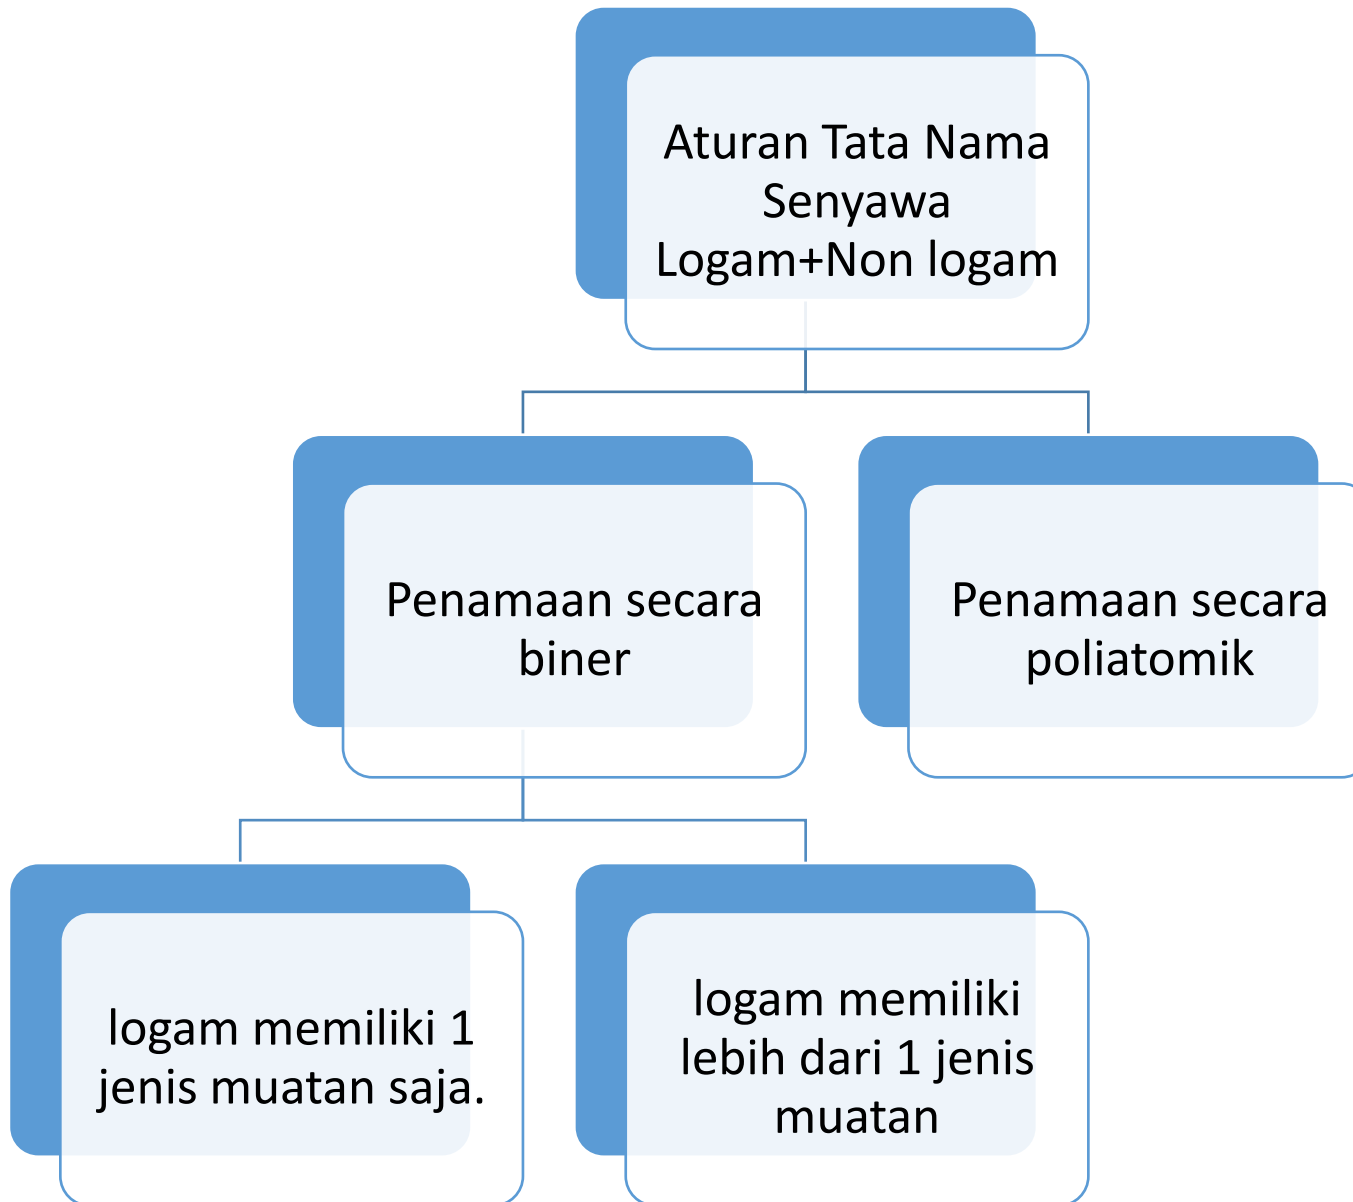 Aturan Tata Nama
Senyawa
Logam+Non logam
Penamaan secara
biner
Penamaan secara
poliatomik
logam memiliki 1
jenis muatan saja.
logam memiliki
lebih dari 1 jenis
muatan